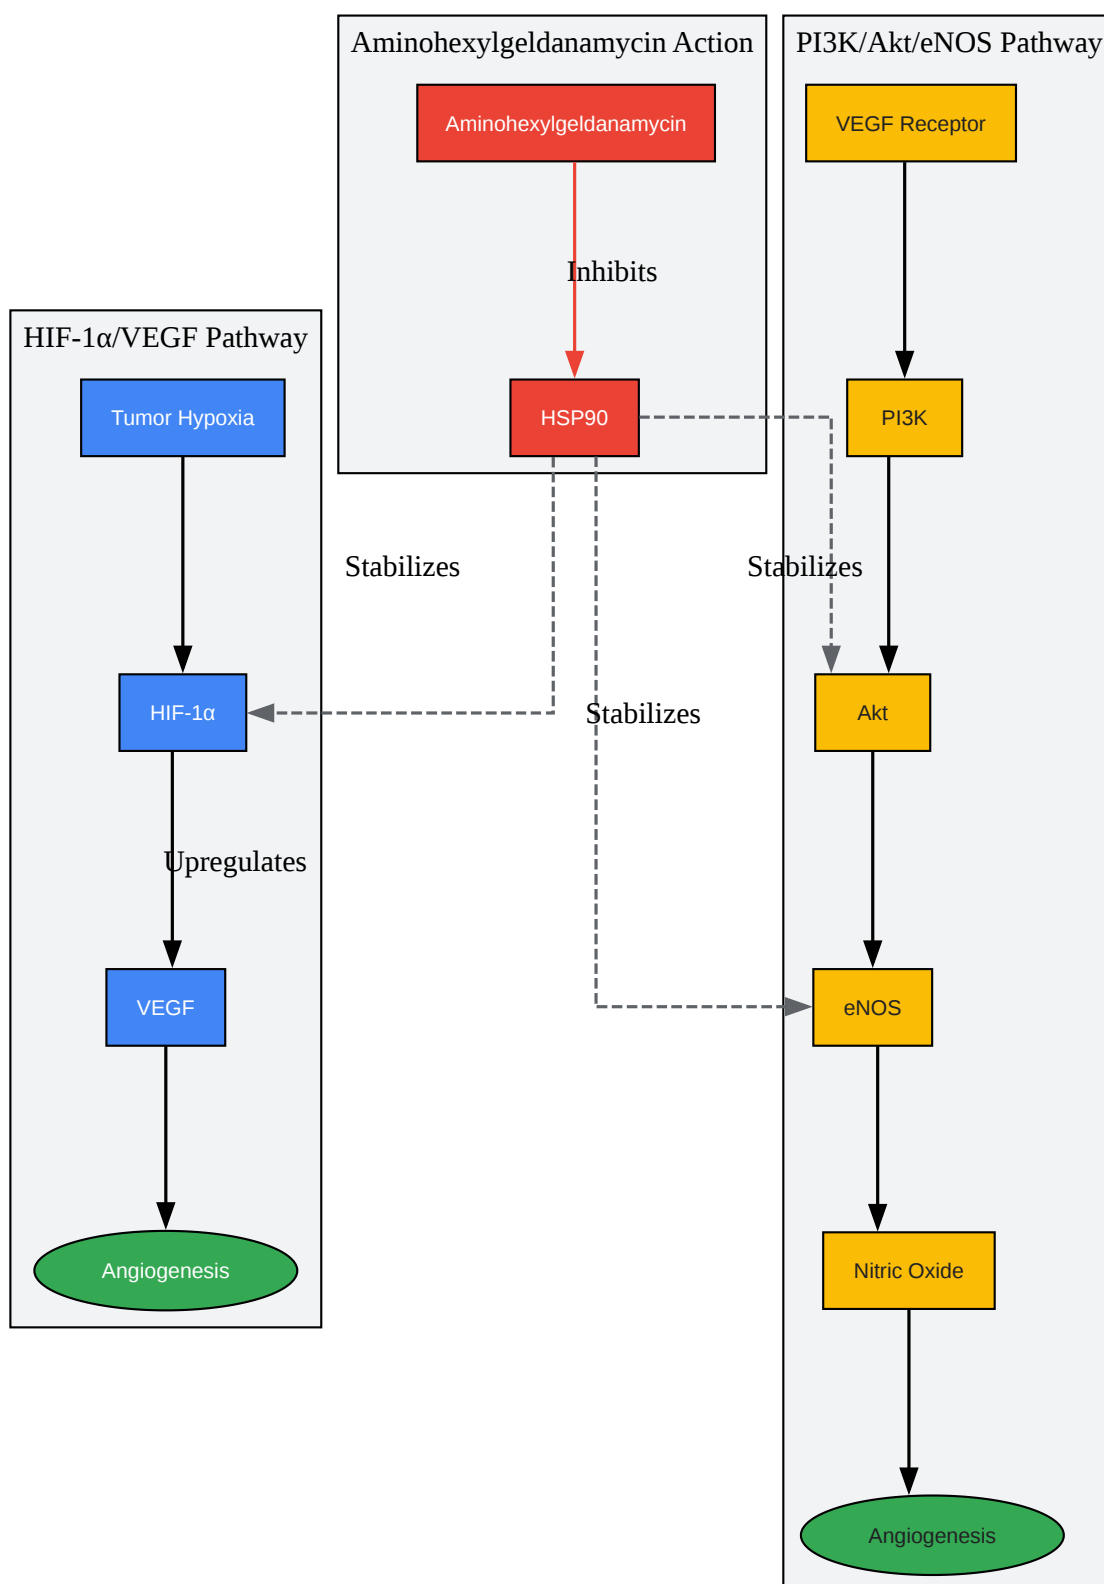 Aminohexylgeldanamycin Action
Aminohexylgeldanamycin
Inhibits
HSP90
PI3K/Akt/eNOS Pathway
VEGF Receptor
PI3K
Stabilizes
Akt
eNOS
Nitric Oxide
Angiogenesis
HIF-1α/VEGF Pathway
Tumor Hypoxia
Stabilizes
HIF-1α
Stabilizes
Upregulates
VEGF
Angiogenesis